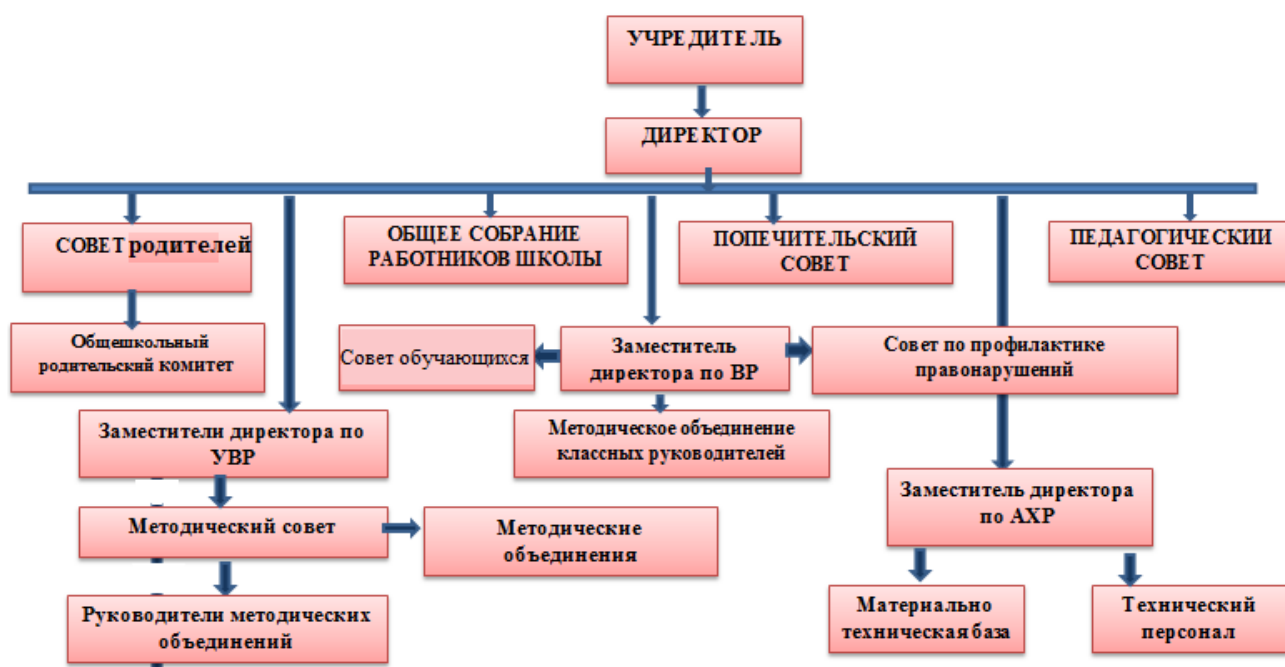 УЧРЕДИТЕЛЬ
ДИРЕКТОР
СОВЕТ родителей
ОБЩЕЕ СОБРАНИЕ
РАБОТНИКОВ ШКОЛЫ
ПОПЕЧИТЕЛЬСКИЙ
СОВЕТ
ПЕДАГОГИЧЕСКИЙ
СОВЕТ
Общешкольный
родительский комитет
Совет обучающихся
Заместитель
директора по ВР
Совет по профилактике
правонарушений
Заместители директора по
УВР
Методическое объединение
классных руководителей
Заместитель директора
по АХР
Методический совет
Методические
объединения
Руководители методических
объединений
Материально
техническая база
Технический
персонал